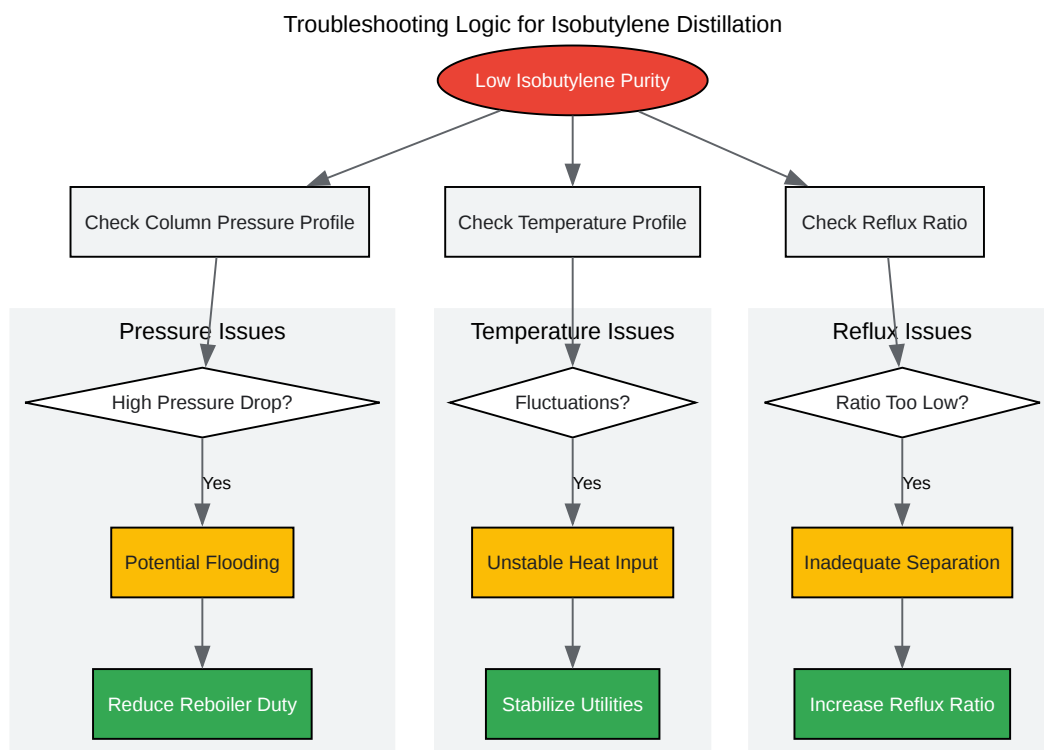 Troubleshooting Logic for Isobutylene Distillation
Low Isobutylene Purity
Check Column Pressure Profile
Check Temperature Profile
Check Reflux Ratio
Pressure Issues
Temperature Issues
Reflux Issues
High Pressure Drop?
Fluctuations?
Ratio Too Low?
Yes
Yes
Yes
Potential Flooding
Unstable Heat Input
Inadequate Separation
Reduce Reboiler Duty
Stabilize Utilities
Increase Reflux Ratio